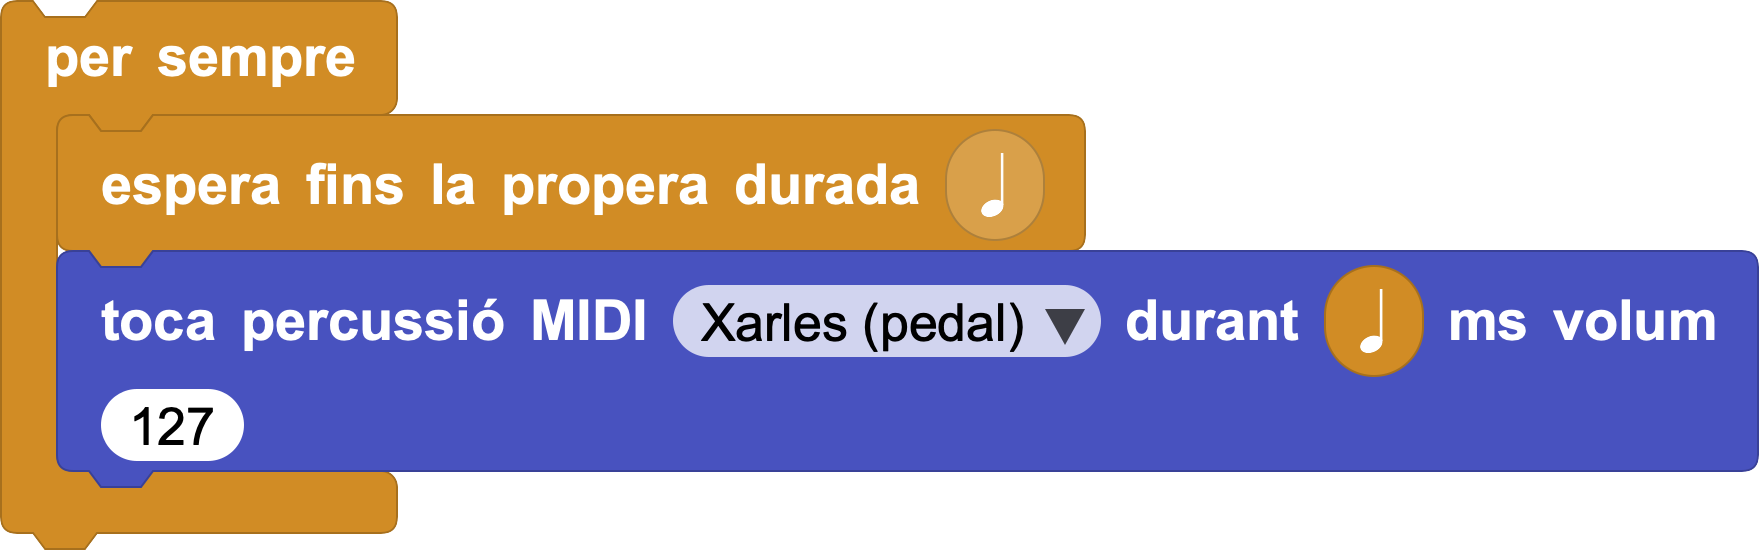 per sempre
espera fins la propera durada ♩
toca percussió MIDI Xarles (pedal) ▼ durant ♩ ms volum
127